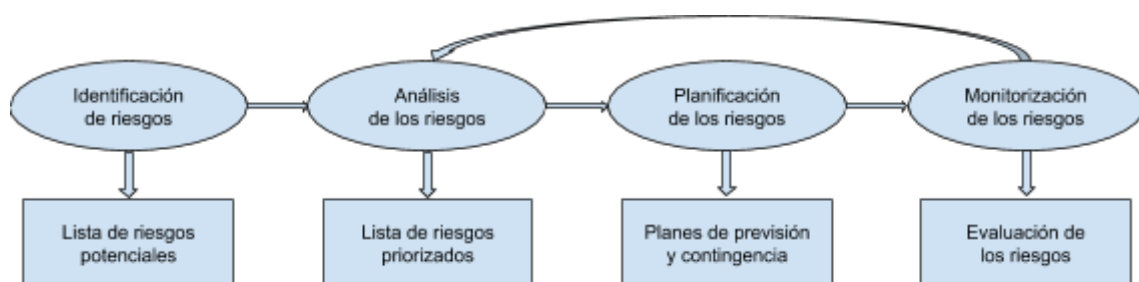 Identificación
de riesgos
Análisis
de los riesgos
Planificación
de los riesgos
Monitorización
de los riesgos
Lista de riesgos
potenciales
Lista de riesgos
priorizados
Planes de previsión
y contingencia
Evaluación de
los riesgos